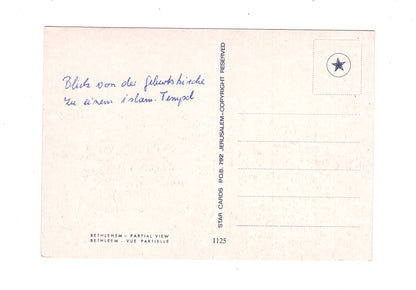 Blick von der Geburtskirche
zu einem islam. Tempel
BETHLEHEM – PARTIAL VIEW
BETHLEEM - VUE PARTIELLE
STAR CARDS P.O.B. 7192 JERUSALEM–COPYRIGHT RESERVED
1125